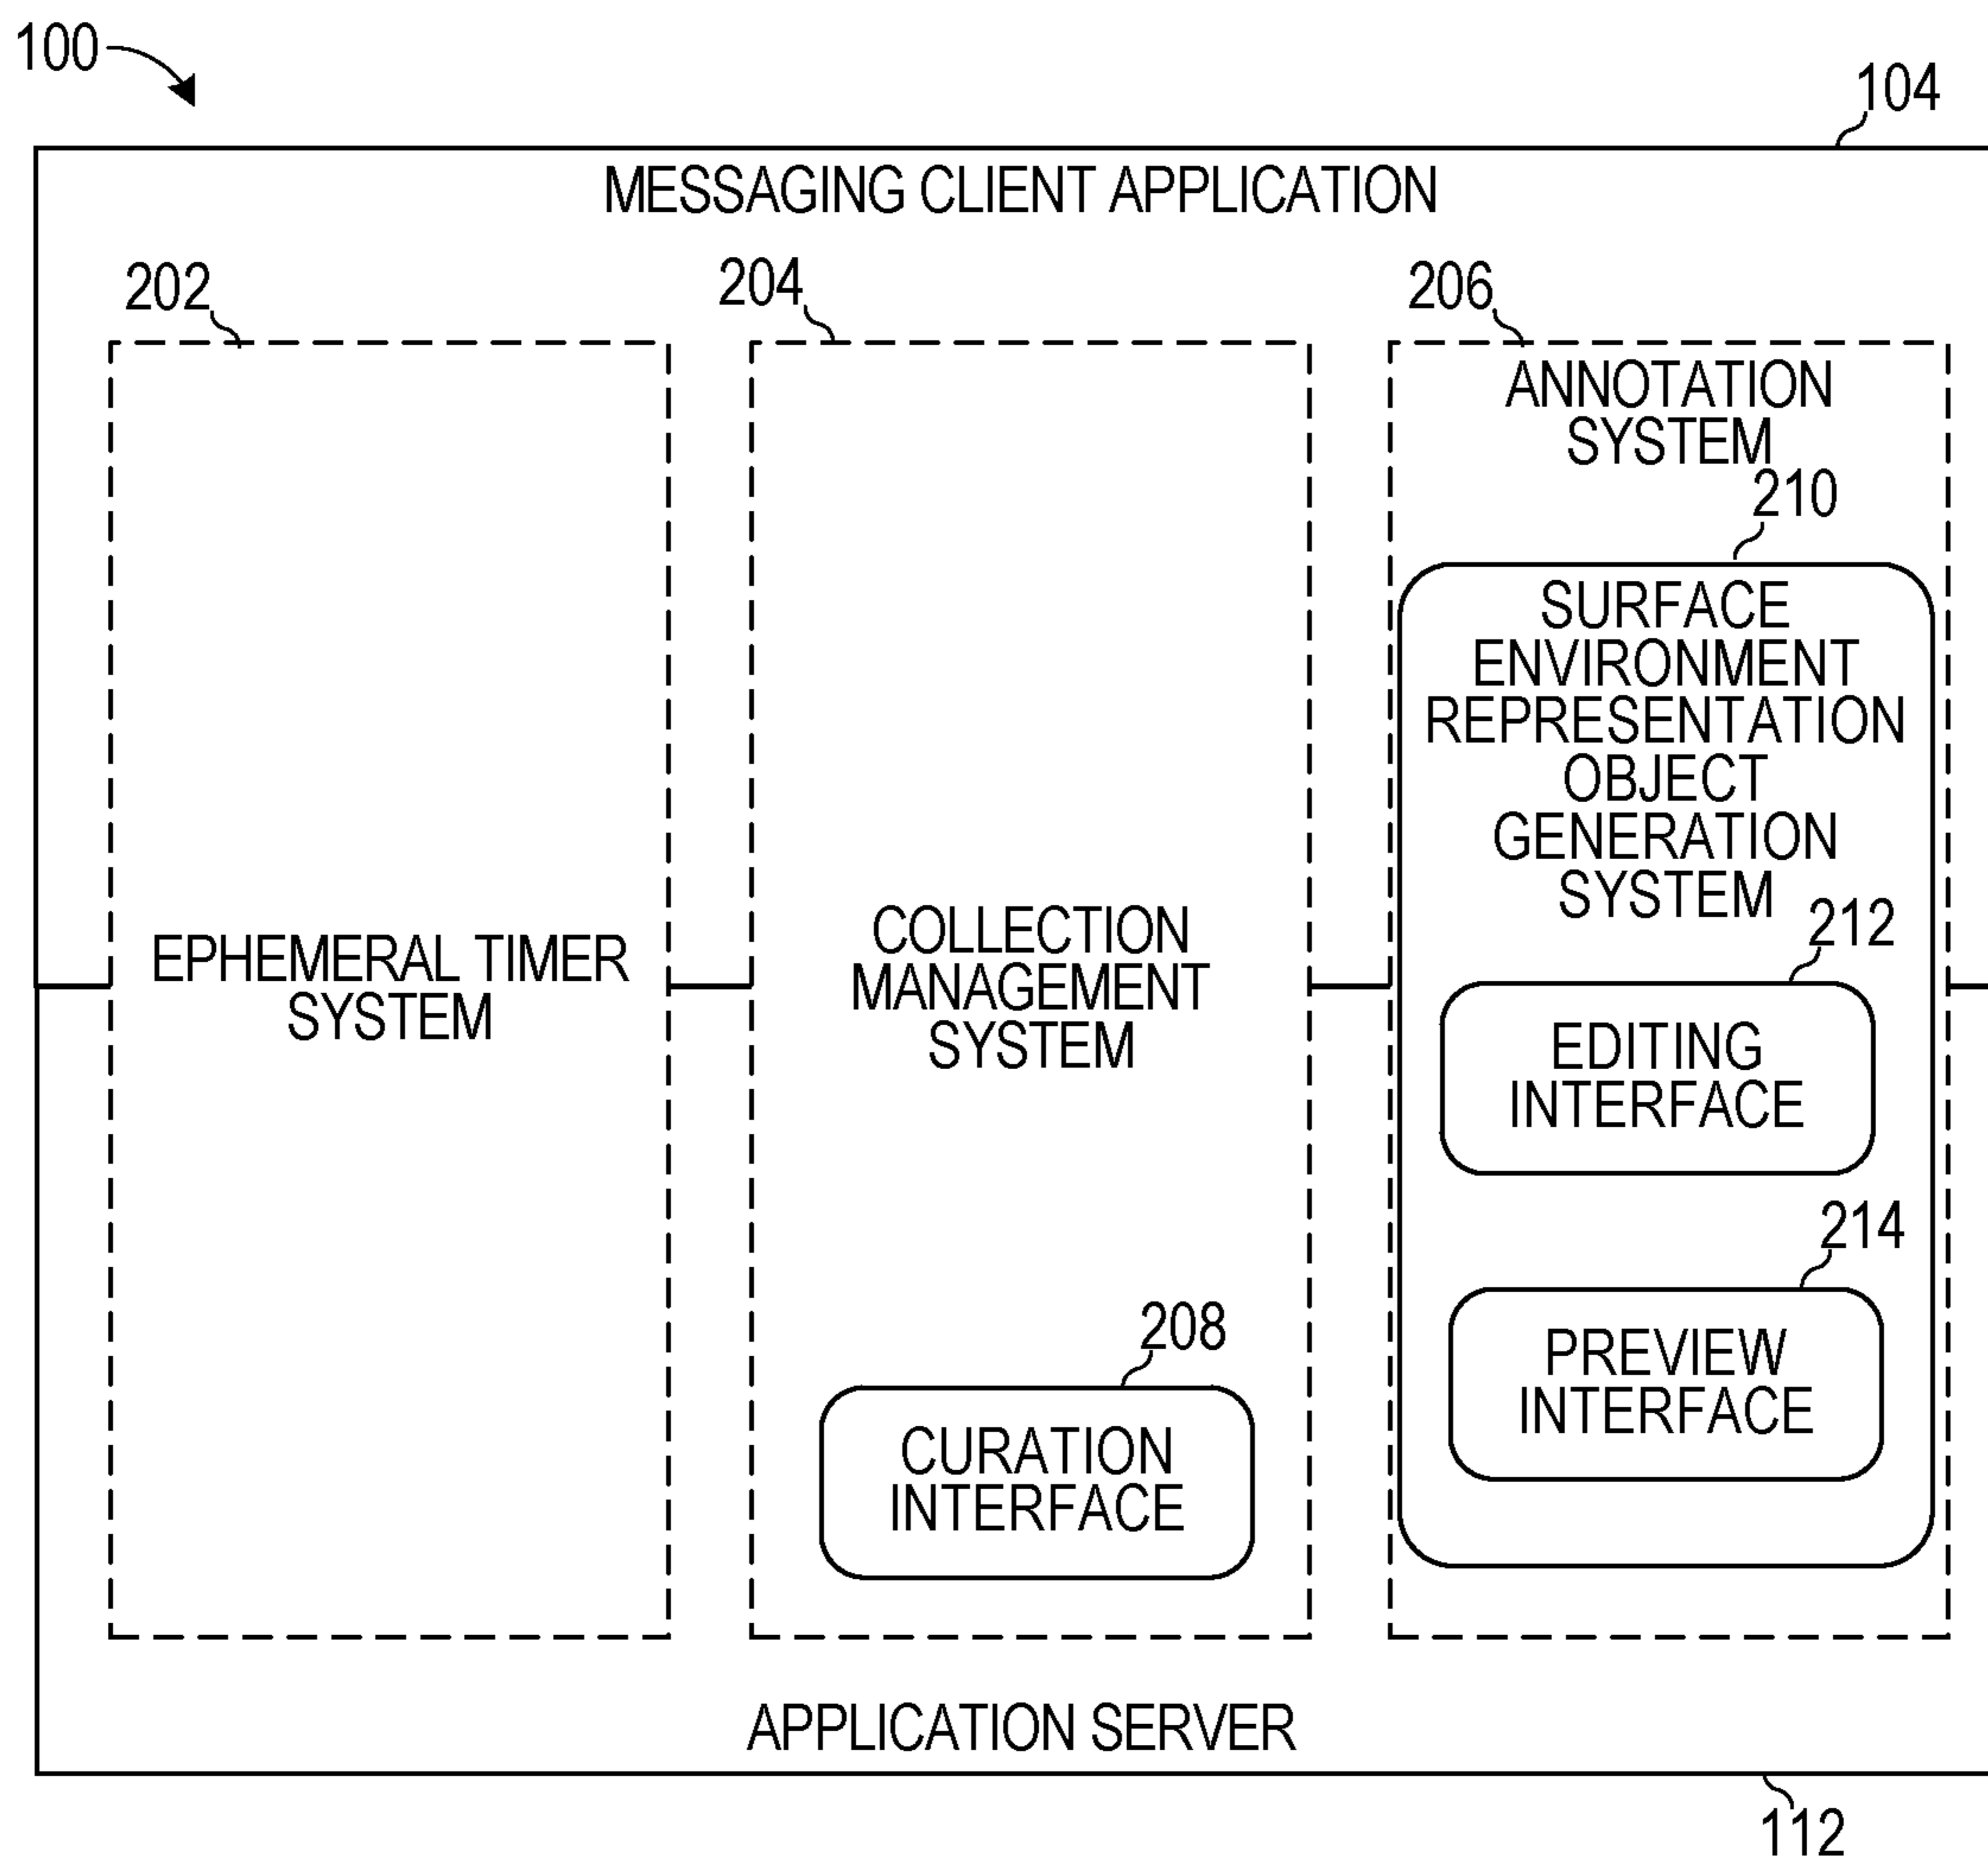 100
104
MESSAGING CLIENT APPLICATION
202
204
206
ANNOTATION
SYSTEM
210
SURFACE
ENVIRONMENT
REPRESENTATION
OBJECT
GENERATION
SYSTEM
EPHEMERAL TIMER
SYSTEM
COLLECTION
MANAGEMENT
SYSTEM
212
EDITING
INTERFACE
214
PREVIEW
INTERFACE
208
CURATION
INTERFACE
APPLICATION SERVER
112